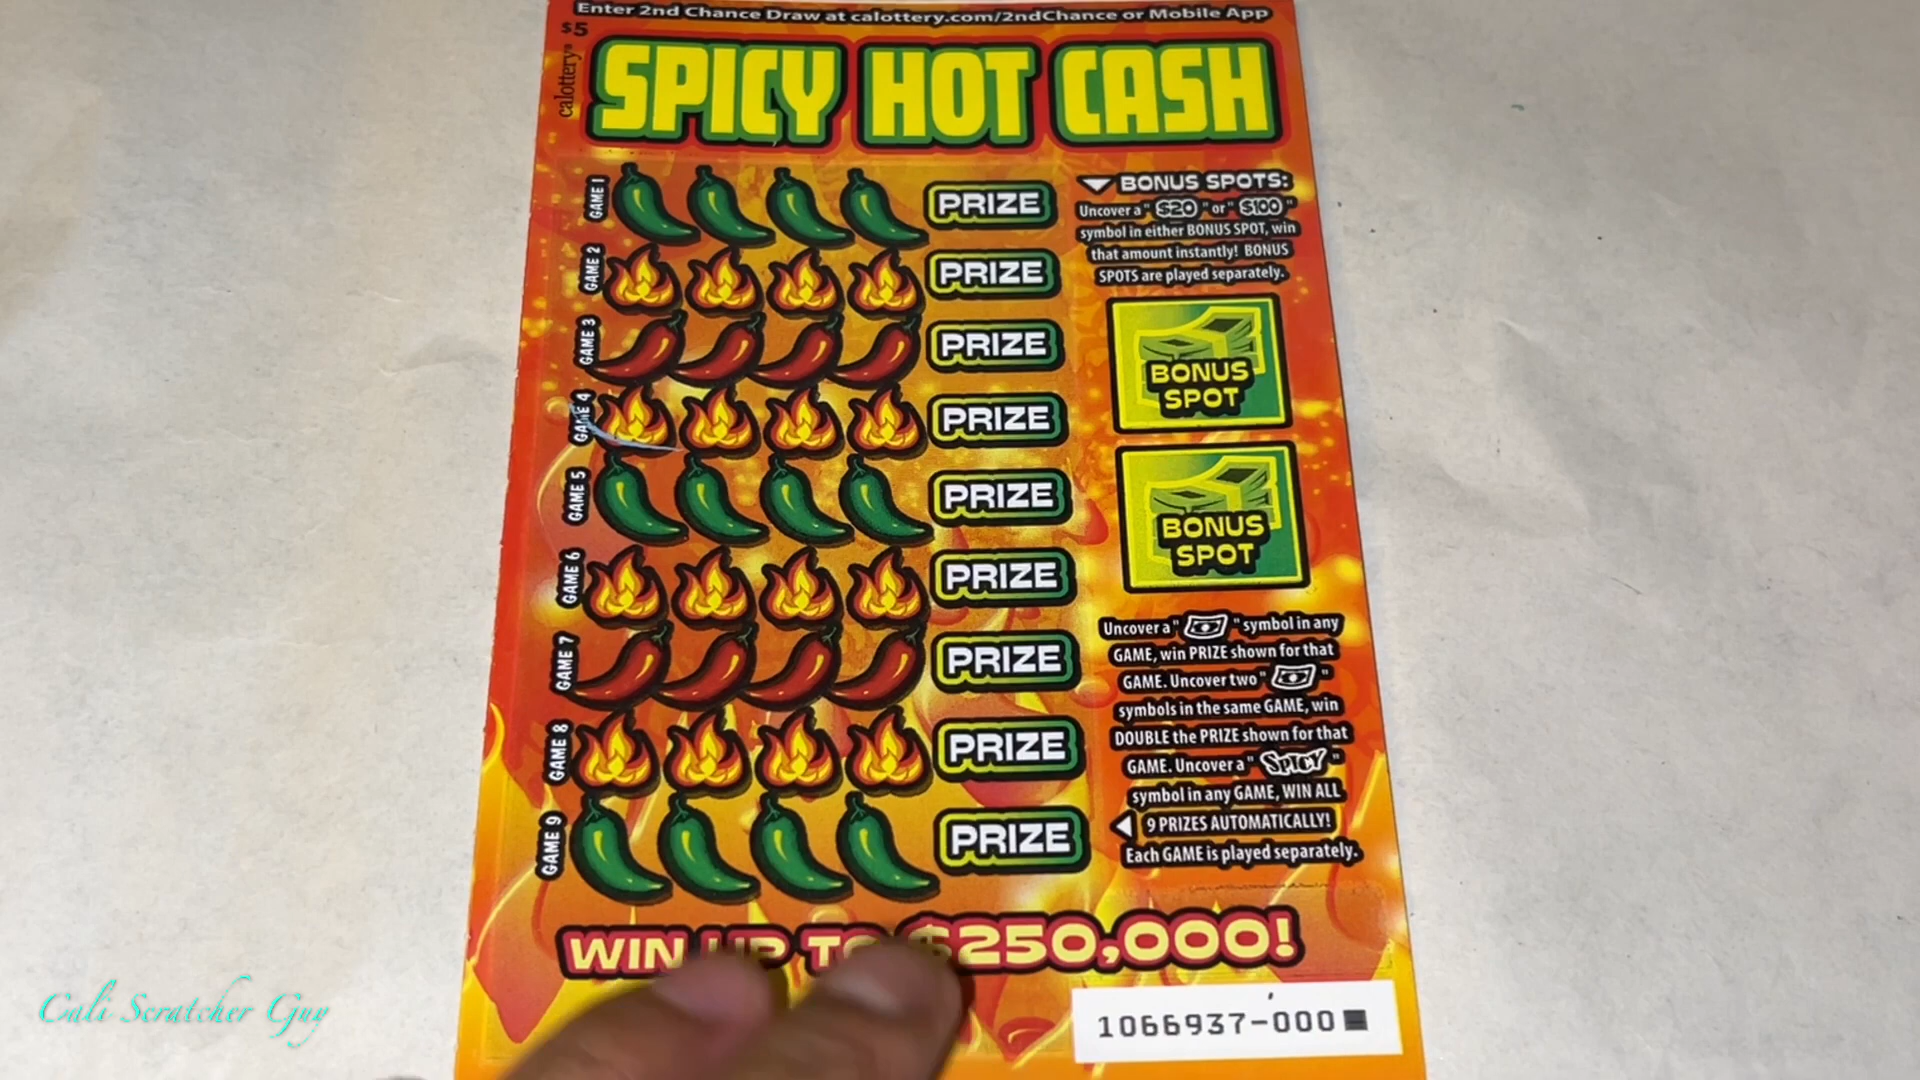 Enter 2nd Chance Draw at calottery.com/2ndChance or Mobile App
$5
calottery
SPICY HOT CASH
GAME 1
PRIZE
GAME 2
PRIZE
GAME 3
PRIZE
GAME 4
PRIZE
GAME 5
PRIZE
GAME 6
PRIZE
GAME 7
PRIZE
GAME 8
PRIZE
GAME 9
PRIZE
BONUS SPOTS:
Uncover a " $20 " or " $100 "
symbol in either BONUS SPOT, win
that amount instantly! BONUS
SPOTS are played separately.
BONUS
SPOT
BONUS
SPOT
Uncover a " " symbol in any
GAME, win PRIZE shown for that
GAME. Uncover two " "
symbols in the same GAME, win
DOUBLE the PRIZE shown for that
GAME. Uncover a " SPICY "
symbol in any GAME, WIN ALL
9 PRIZES AUTOMATICALLY!
Each GAME is played separately.
WIN UP TO $250,000!
1066937-000
Cali Scratcher Guy